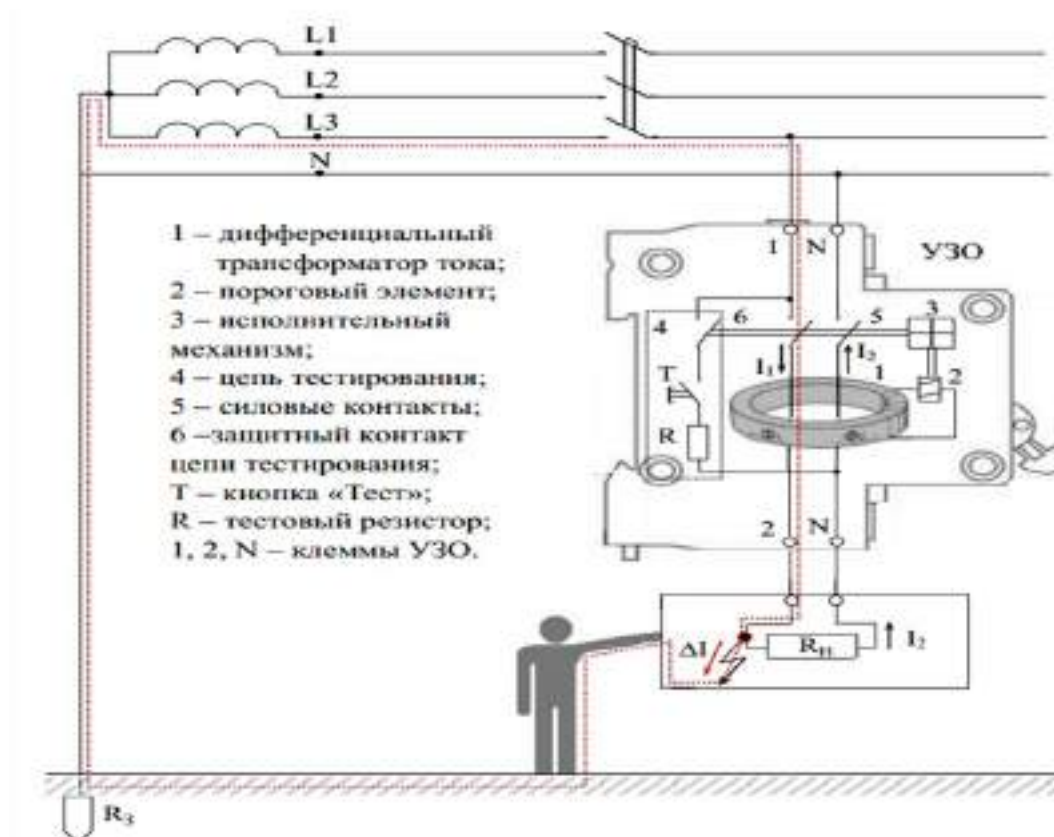 L1
L2
L3
N
1 – дифференциальный
трансформатор тока;
2 – пороговый элемент;
3 – исполнительный
механизм;
4 – цепь тестирования;
5 – силовые контакты;
6 –защитный контакт
цепи тестирования;
Т – кнопка «Тест»;
R – тестовый резистор;
1, 2, N – клеммы УЗО.
1 N
УЗО
4 6 5 3
I₁ I₂ 1 2
T
R
2 N
ΔI Rн I₂
R₃